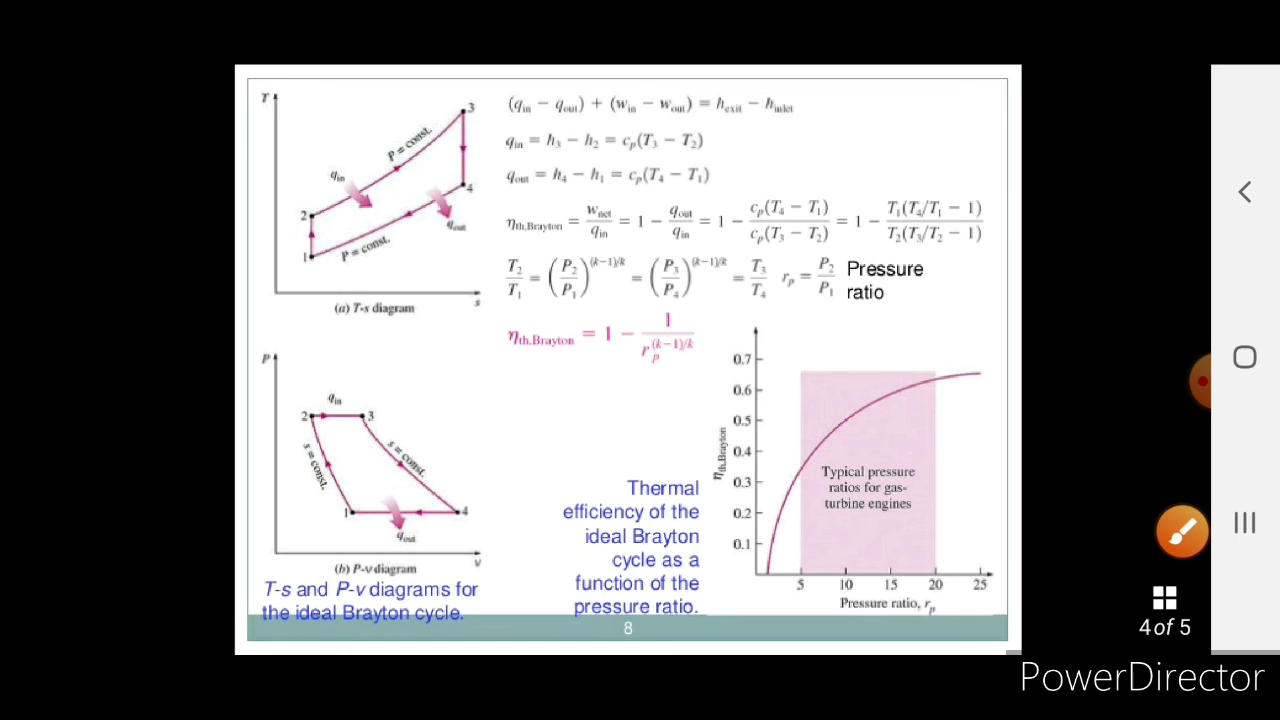 T
3
P = const.
q_in
2
4
q_out
P = const.
1
s
(a) T-s diagram
(q_in − q_out) + (w_in − w_out) = h_exit − h_inlet
q_in = h_3 − h_2 = c_p(T_3 − T_2)
q_out = h_4 − h_1 = c_p(T_4 − T_1)
η_th,Brayton = w_net/q_in = 1 − q_out/q_in = 1 − c_p(T_4 − T_1)/c_p(T_3 − T_2) = 1 − T_1(T_4/T_1 − 1)/T_2(T_3/T_2 − 1)
T_2/T_1 = (P_2/P_1)^(k−1)/k = (P_3/P_4)^(k−1)/k = T_3/T_4 r_p = P_2/P_1 Pressure
ratio
η_th,Brayton = 1 − 1/r_p^(k−1)/k
P
q_in
2
3
s = const.
s = const.
1
4
q_out
v
(b) P-v diagram
T-s and P-v diagrams for
the ideal Brayton cycle.
Thermal
efficiency of the
ideal Brayton
cycle as a
function of the
pressure ratio.
η_th,Brayton
0.7
0.6
0.5
0.4
0.3
0.2
0.1
Typical pressure
ratios for gas-
turbine engines
5 10 15 20 25
Pressure ratio, r_p
8
4 of 5
PowerDirector